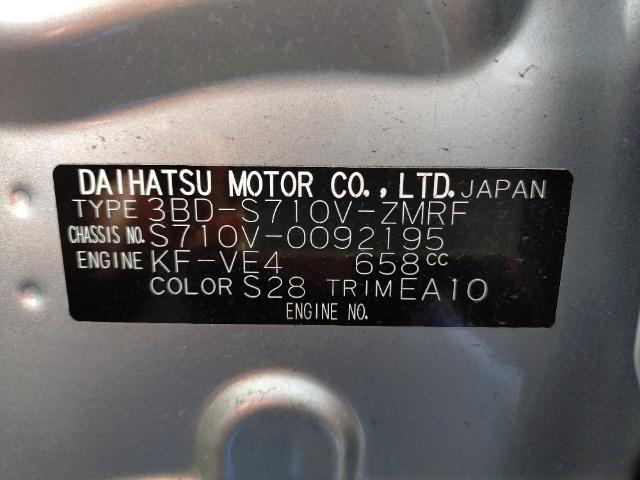 DAIHATSU MOTOR CO., LTD. JAPAN
TYPE 3BD-S710V-ZMRF
CHASSIS NO. S710V-0092195
ENGINE KF-VE4 658cc
COLOR S28 TRIM EA10
ENGINE NO.